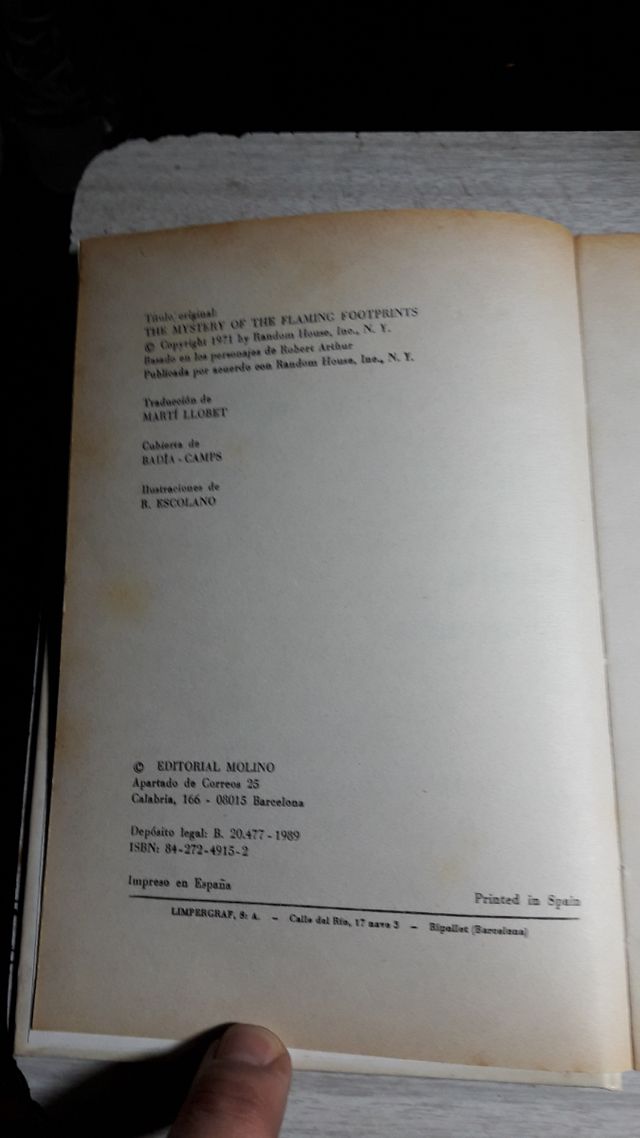 Título original:
THE MYSTERY OF THE FLAMING FOOTPRINTS
© Copyright 1971 by Random House, Inc., N. Y.
Basado en los personajes de Robert Arthur
Publicada por acuerdo con Random House, Inc., N. Y.
Traducción de
MARTÍ LLOBET
Cubierta de
BADÍA - CAMPS
Ilustraciones de
R. ESCOLANO
© EDITORIAL MOLINO
Apartado de Correos 25
Calabria, 166 - 08015 Barcelona
Depósito legal: B. 20.477 - 1989
ISBN: 84-272-4915-2
Impreso en España
Printed in Spain
LIMPERGRAF, S. A. – Calle del Río, 17 nave 3 – Ripollet (Barcelona)